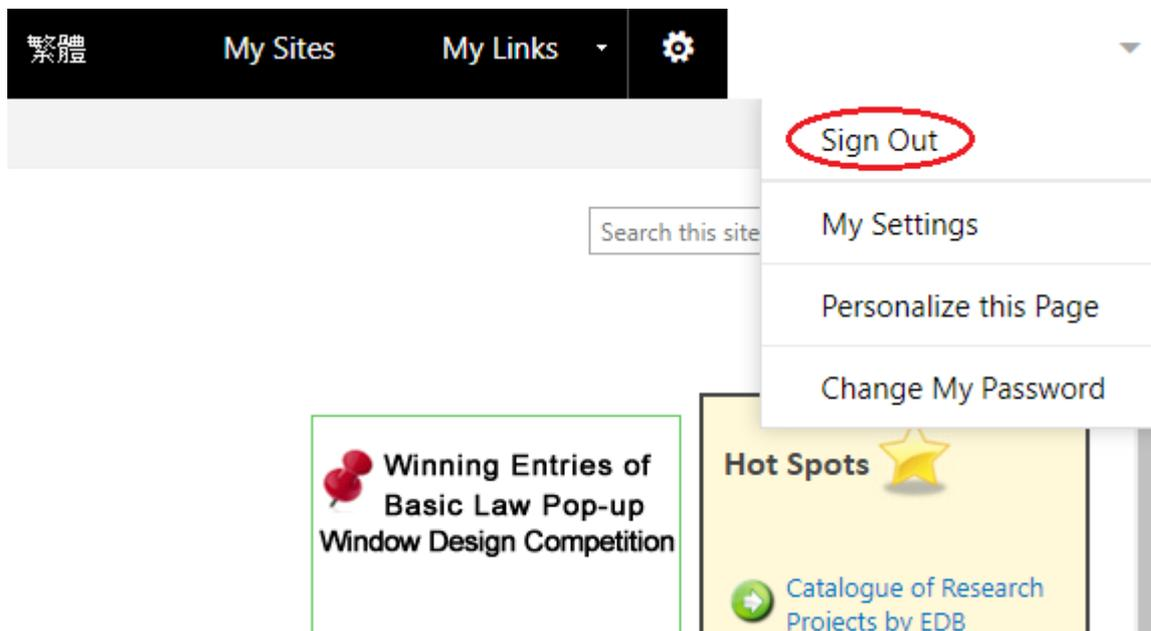 繁體 My Sites My Links
Sign Out
Search this site
My Settings
Personalize this Page
Change My Password
Winning Entries of
Basic Law Pop-up
Window Design Competition
Hot Spots
Catalogue of Research
Projects by EDB